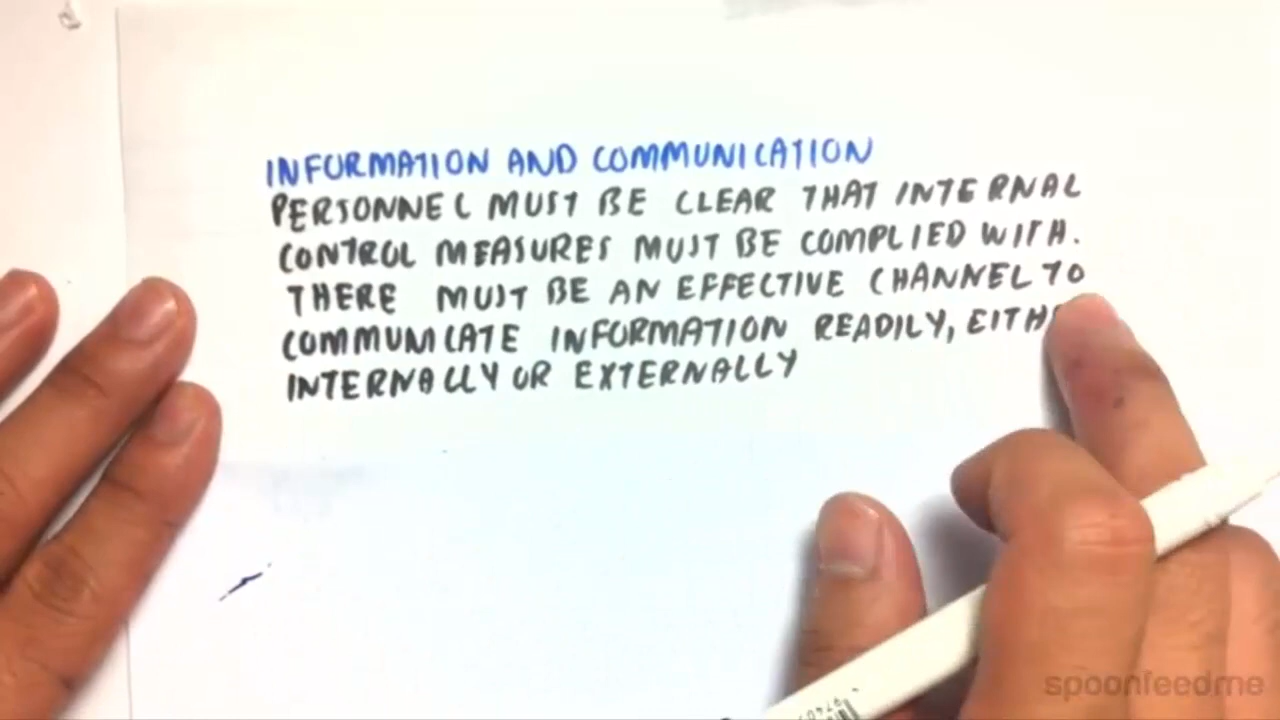 INFORMATION AND COMMUNICATION
PERSONNEL MUST BE CLEAR THAT INTERNAL
CONTROL MEASURES MUST BE COMPLIED WITH.
THERE MUST BE AN EFFECTIVE CHANNEL TO
COMMUNICATE INFORMATION READILY,
INTERNALLY OR EXTERNALLY
spoonfeedme